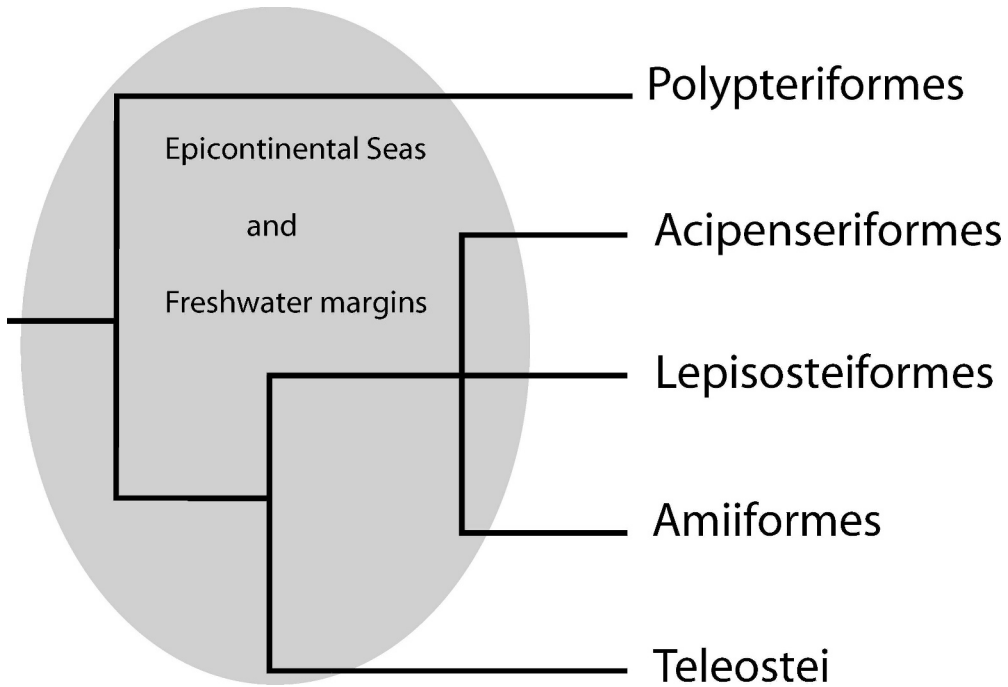 Polypteriformes
Epicontinental Seas
and
Freshwater margins
Acipenseriformes
Lepisosteiformes
Amiiformes
Teleostei